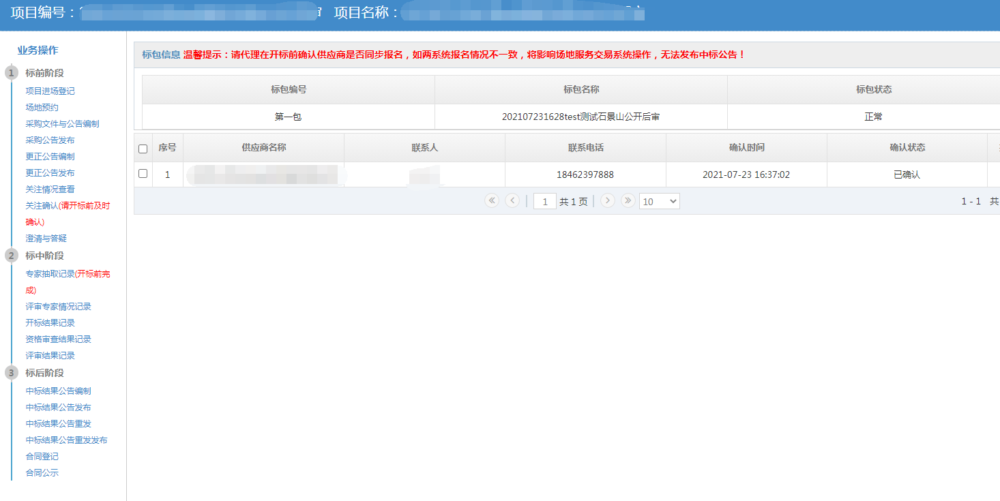 项目编号： 项目名称：
业务操作
1 标前阶段
项目进场登记
场地预约
采购文件与公告编制
采购公告发布
更正公告编制
更正公告发布
关注情况查看
关注确认(请开标前及时
确认)
澄清与答疑
2 标中阶段
专家抽取记录(开标前完
成)
评审专家情况记录
开标结果记录
资格审查结果记录
评审结果记录
3 标后阶段
中标结果公告编制
中标结果公告发布
中标结果公告重发
中标结果公告重发发布
合同登记
合同公示
标包信息 温馨提示：请代理在开标前确认供应商是否同步报名，如两系统报名情况不一致，将影响场地服务交易系统操作，无法发布中标公告！
标包编号 标包名称 标包状态
第一包 202107231628test测试石景山公开后审 正常
序号 供应商名称 联系人 联系电话 确认时间 确认状态
1 18462397888 2021-07-23 16:37:02 已确认
1 共 1 页 10 1 - 1 共